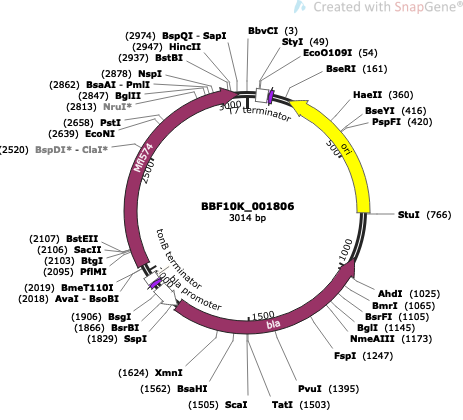 Created with SnapGene®
(2974) BspQI - SapI
(2947) HincII
(2937) BstBI
(2878) NspI
(2862) BsaAI - PmlI
(2847) BglII
(2813) NruI*
(2658) PstI
(2639) EcoNI
(2520) BspDI* - ClaI*
(2107) BstEII
(2106) SacII
(2103) BtgI
(2095) PflMI
(2019) BmeT110I
(2018) AvaI - BsoBI
(1906) BsgI
(1866) BsrBI
(1829) SspI
(1624) XmnI
(1562) BsaHI
(1505) ScaI
BbvCI (3)
StyI (49)
EcoO109I (54)
BseRI (161)
HaeII (360)
BseYI (416)
PspFI (420)
StuI (766)
AhdI (1025)
BmrI (1065)
BsrFI (1105)
BglI (1145)
NmeAIII (1173)
FspI (1247)
PvuI (1395)
TatI (1503)
BBF10K_001806
3014 bp
3000
T7 terminator
ori
500
1000
1500
bla
bla promoter
tonB terminator
2500
Mfl574